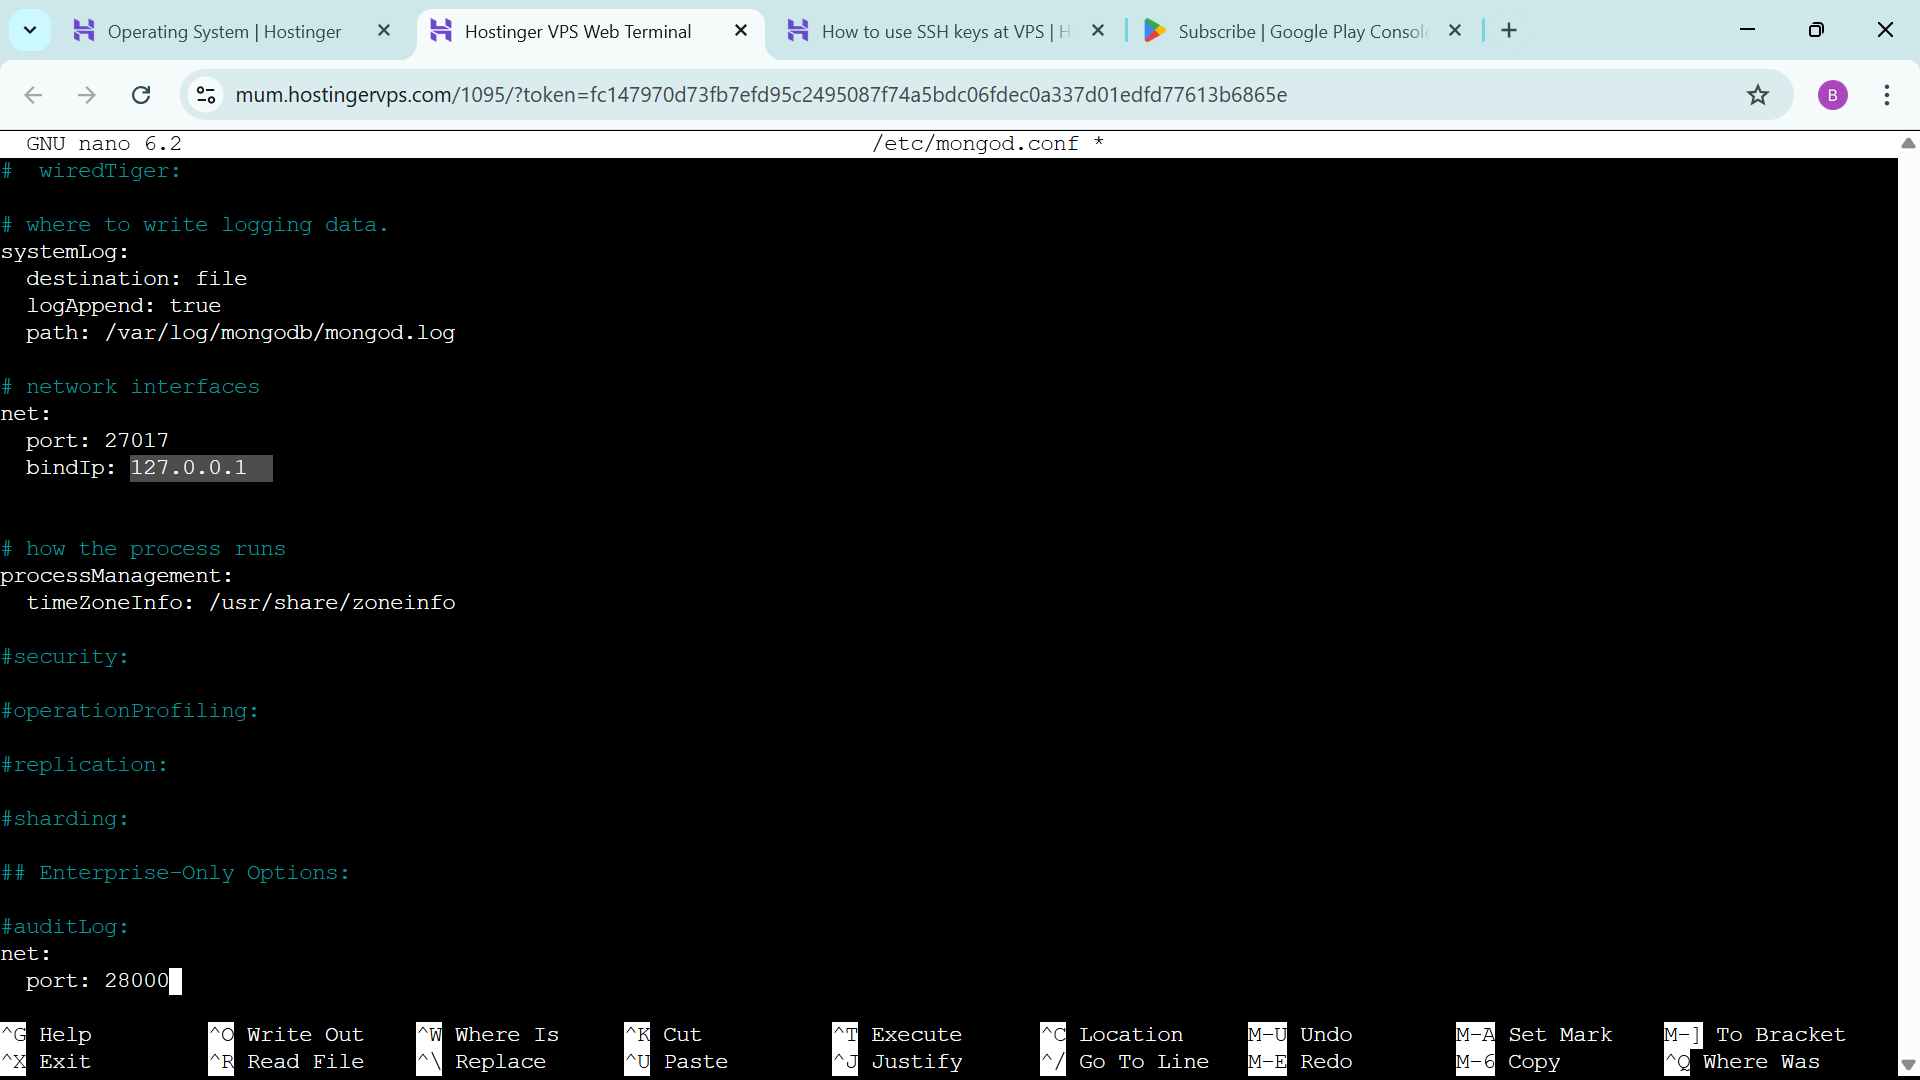 Operating System | Hostinger
Hostinger VPS Web Terminal
How to use SSH keys at VPS | H
Subscribe | Google Play Console
mum.hostingervps.com/1095/?token=fc147970d73fb7efd95c2495087f74a5bdc06fdec0a337d01edfd77613b6865e
B
GNU nano 6.2 /etc/mongod.conf *
#  wiredTiger:
# where to write logging data.
systemLog:
  destination: file
  logAppend: true
  path: /var/log/mongodb/mongod.log
# network interfaces
net:
  port: 27017
  bindIp: 127.0.0.1
# how the process runs
processManagement:
  timeZoneInfo: /usr/share/zoneinfo
#security:
#operationProfiling:
#replication:
#sharding:
## Enterprise-Only Options:
#auditLog:
net:
  port: 28000
^G Help ^O Write Out ^W Where Is ^K Cut ^T Execute ^C Location M-U Undo M-A Set Mark M-] To Bracket
^X Exit ^R Read File ^\ Replace ^U Paste ^J Justify ^/ Go To Line M-E Redo M-6 Copy ^Q Where Was